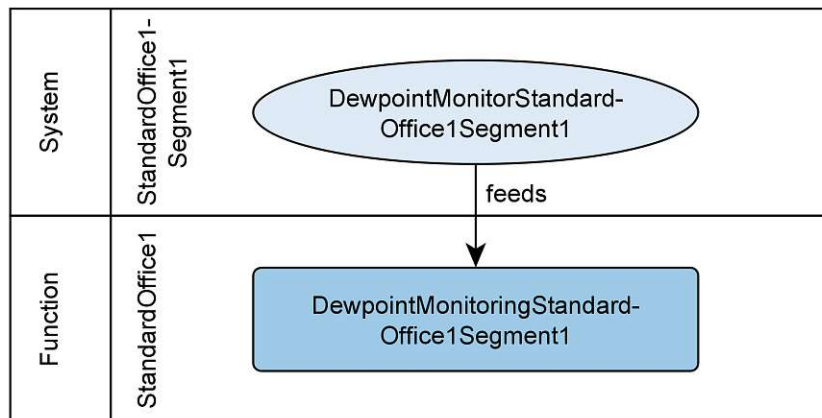 System
StandardOffice1-
Segment1
DewpointMonitorStandard-
Office1Segment1
feeds
Function
StandardOffice1
DewpointMonitoringStandard-
Office1Segment1